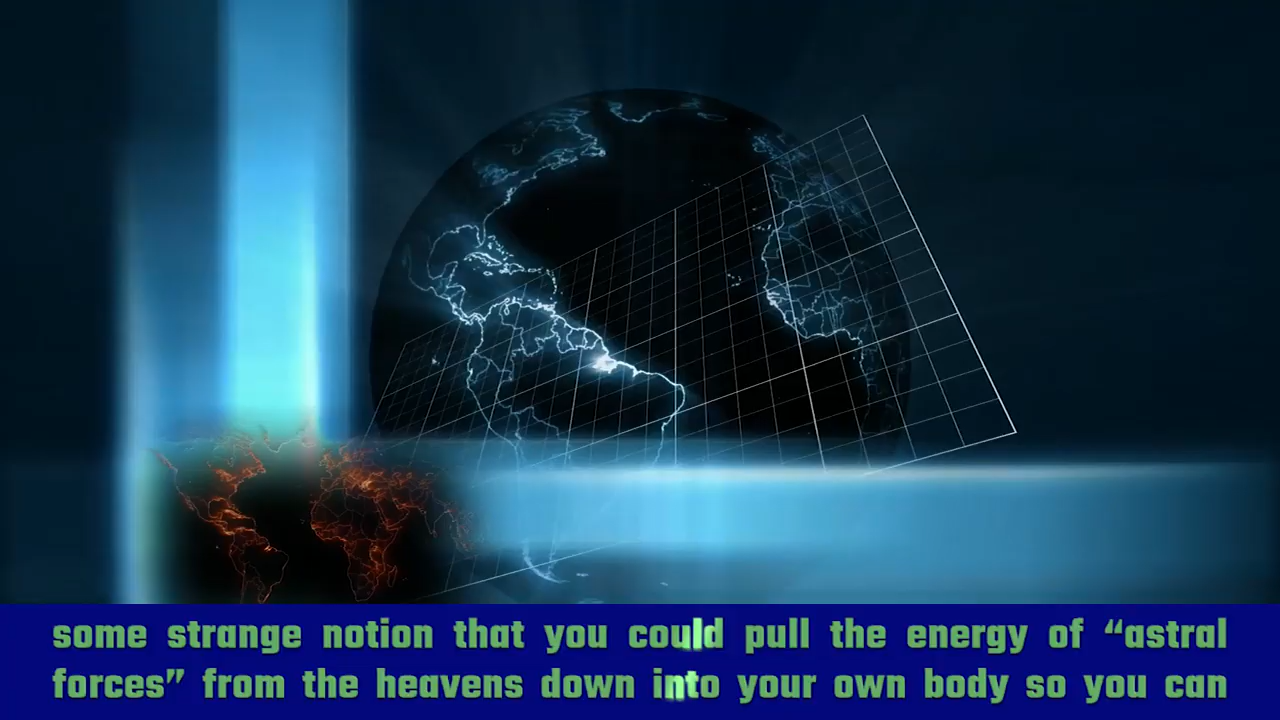 some strange notion that you could pull the energy of “astral
forces” from the heavens down into your own body so you can